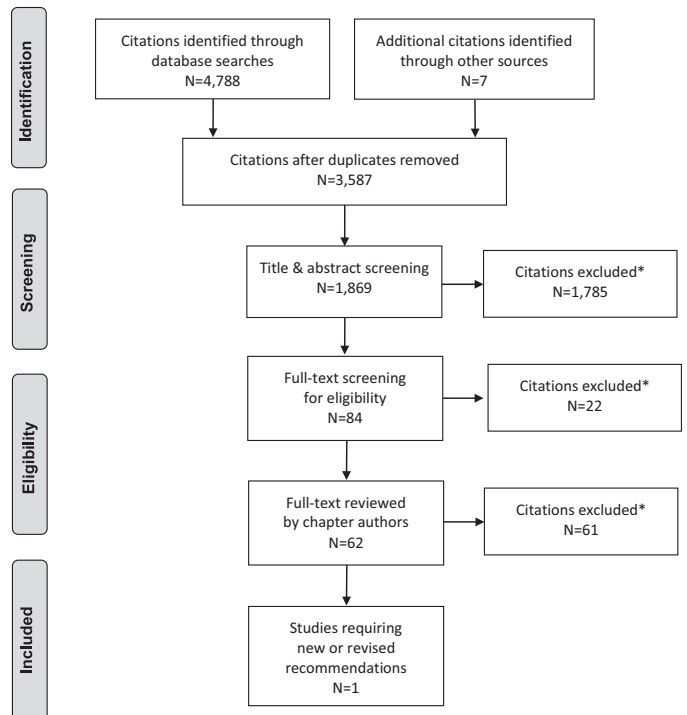 Identification
Citations identified through
database searches
N=4,788
Additional citations identified
through other sources
N=7
Citations after duplicates removed
N=3,587
Screening
Title & abstract screening
N=1,869
Citations excluded*
N=1,785
Eligibility
Full-text screening
for eligibility
N=84
Citations excluded*
N=22
Full-text reviewed
by chapter authors
N=62
Citations excluded*
N=61
Included
Studies requiring
new or revised
recommendations
N=1